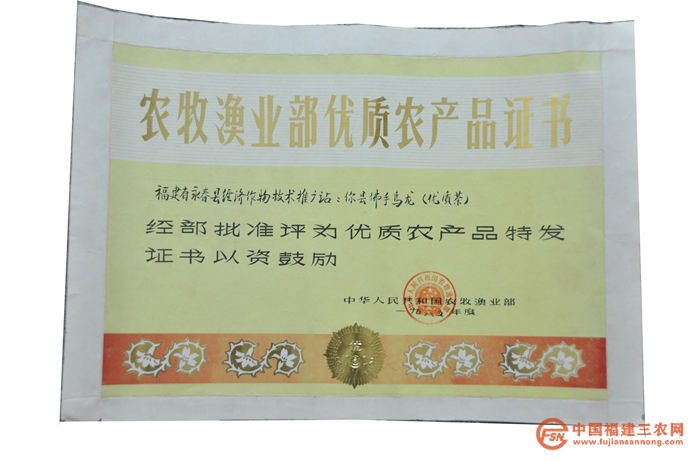 农牧渔业部优质农产品证书
福建省永春县经济作物技术推广站：你县佛手乌龙（优质茶）
经部批准评为优质农产品特发
证书以资鼓励
中华人民共和国农牧渔业部
年度
FSN 中国福建三农网
www.fujiansannong.com